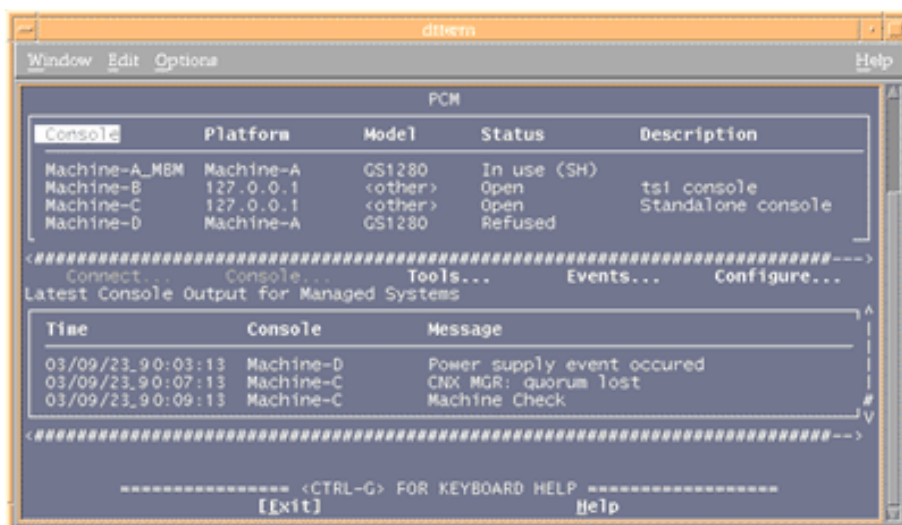 dtterm
Window Edit Options Help
PCM
Console Platform Model Status Description
Machine-A_MBM Machine-A GS1280 In use (SH)
Machine-B 127.0.0.1 <other> Open ts1 console
Machine-C 127.0.0.1 <other> Open Standalone console
Machine-D Machine-A GS1280 Refused
Connect... Console... Tools... Events... Configure...
Latest Console Output for Managed Systems
Time Console Message
03/09/23_90:03:13 Machine-D Power supply event occured
03/09/23_90:07:13 Machine-C CNX MGR: quorum lost
03/09/23_90:09:13 Machine-C Machine Check
================ <CTRL-G> FOR KEYBOARD HELP ==================
[Exit] Help